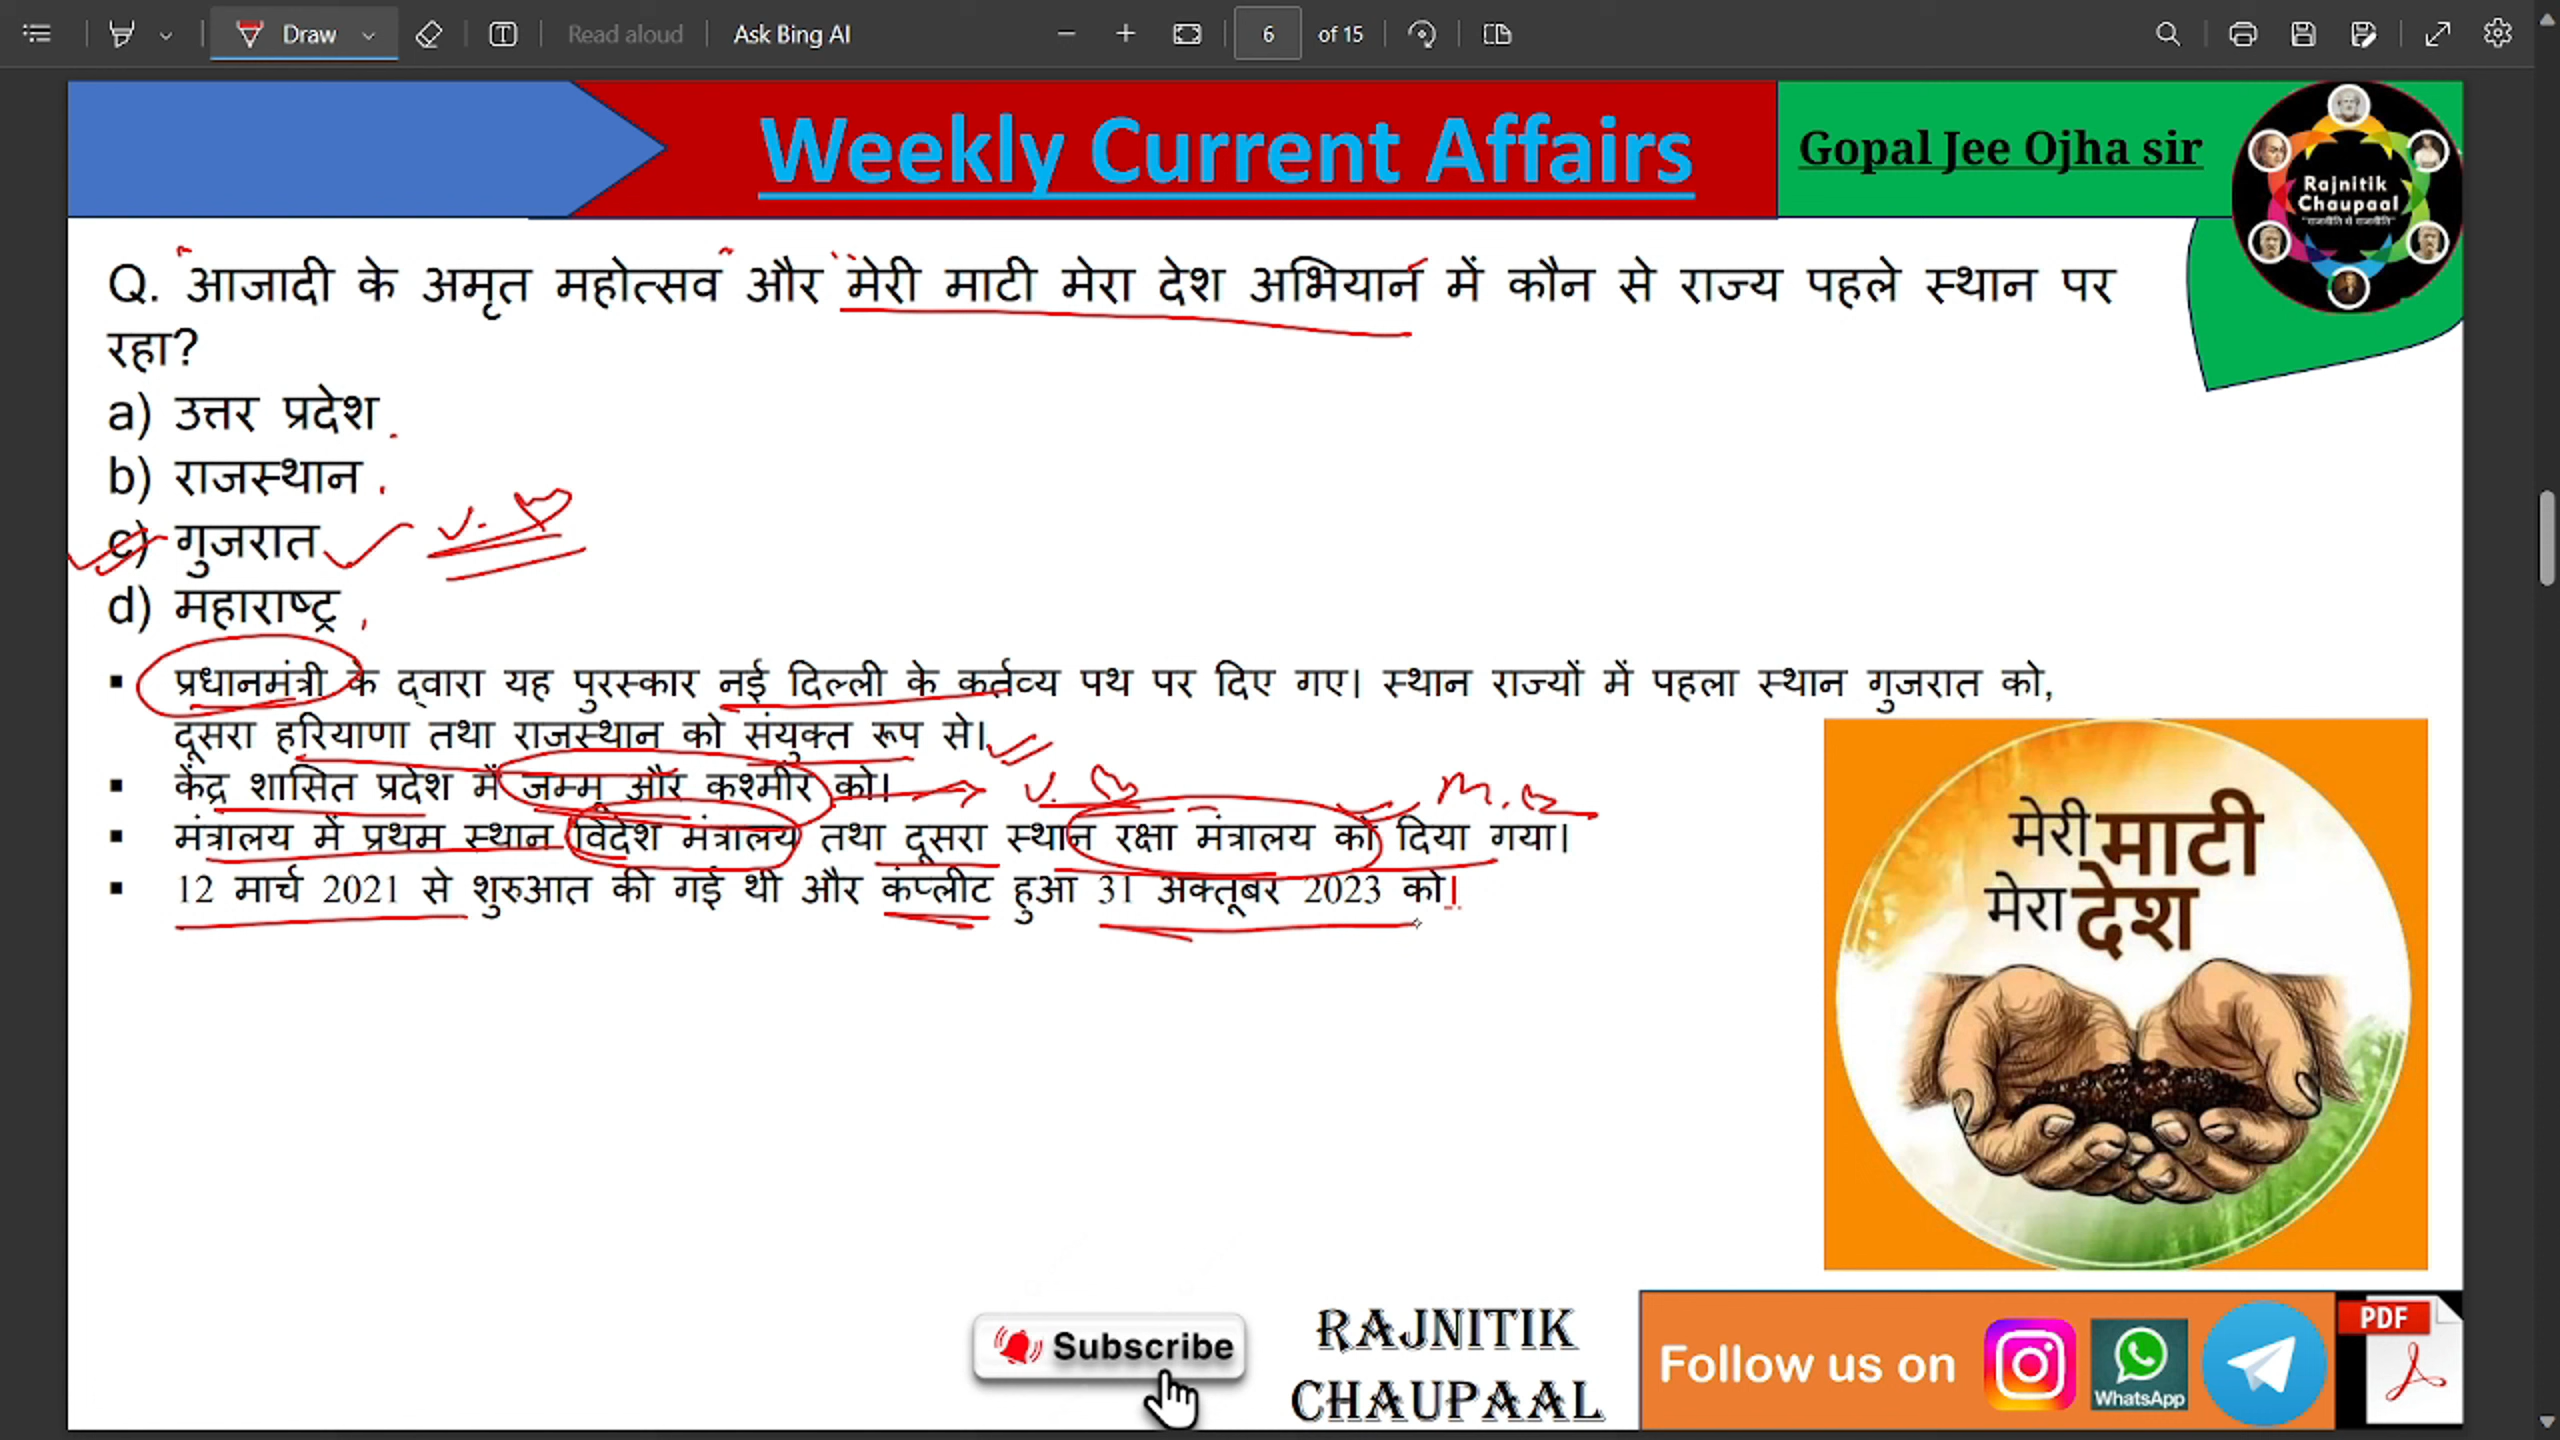 Draw
Read aloud
Ask Bing AI
6 of 15
Weekly Current Affairs
Gopal Jee Ojha sir
Rajnitik
Chaupaal
Q. आजादी के अमृत महोत्सव और मेरी माटी मेरा देश अभियान में कौन से राज्य पहले स्थान पर
रहा?
a) उत्तर प्रदेश
b) राजस्थान
c) गुजरात
d) महाराष्ट्र
▪ प्रधानमंत्री के द्वारा यह पुरस्कार नई दिल्ली के कर्तव्य पथ पर दिए गए। स्थान राज्यों में पहला स्थान गुजरात को,
दूसरा हरियाणा तथा राजस्थान को संयुक्त रूप से।
▪ केंद्र शासित प्रदेश में जम्मू और कश्मीर को।
▪ मंत्रालय में प्रथम स्थान विदेश मंत्रालय तथा दूसरा स्थान रक्षा मंत्रालय को दिया गया।
▪ 12 मार्च 2021 से शुरुआत की गई थी और कंप्लीट हुआ 31 अक्तूबर 2023 को।
मेरी माटी
मेरा देश
Subscribe
RAJNITIK
CHAUPAAL
Follow us on
WhatsApp
PDF